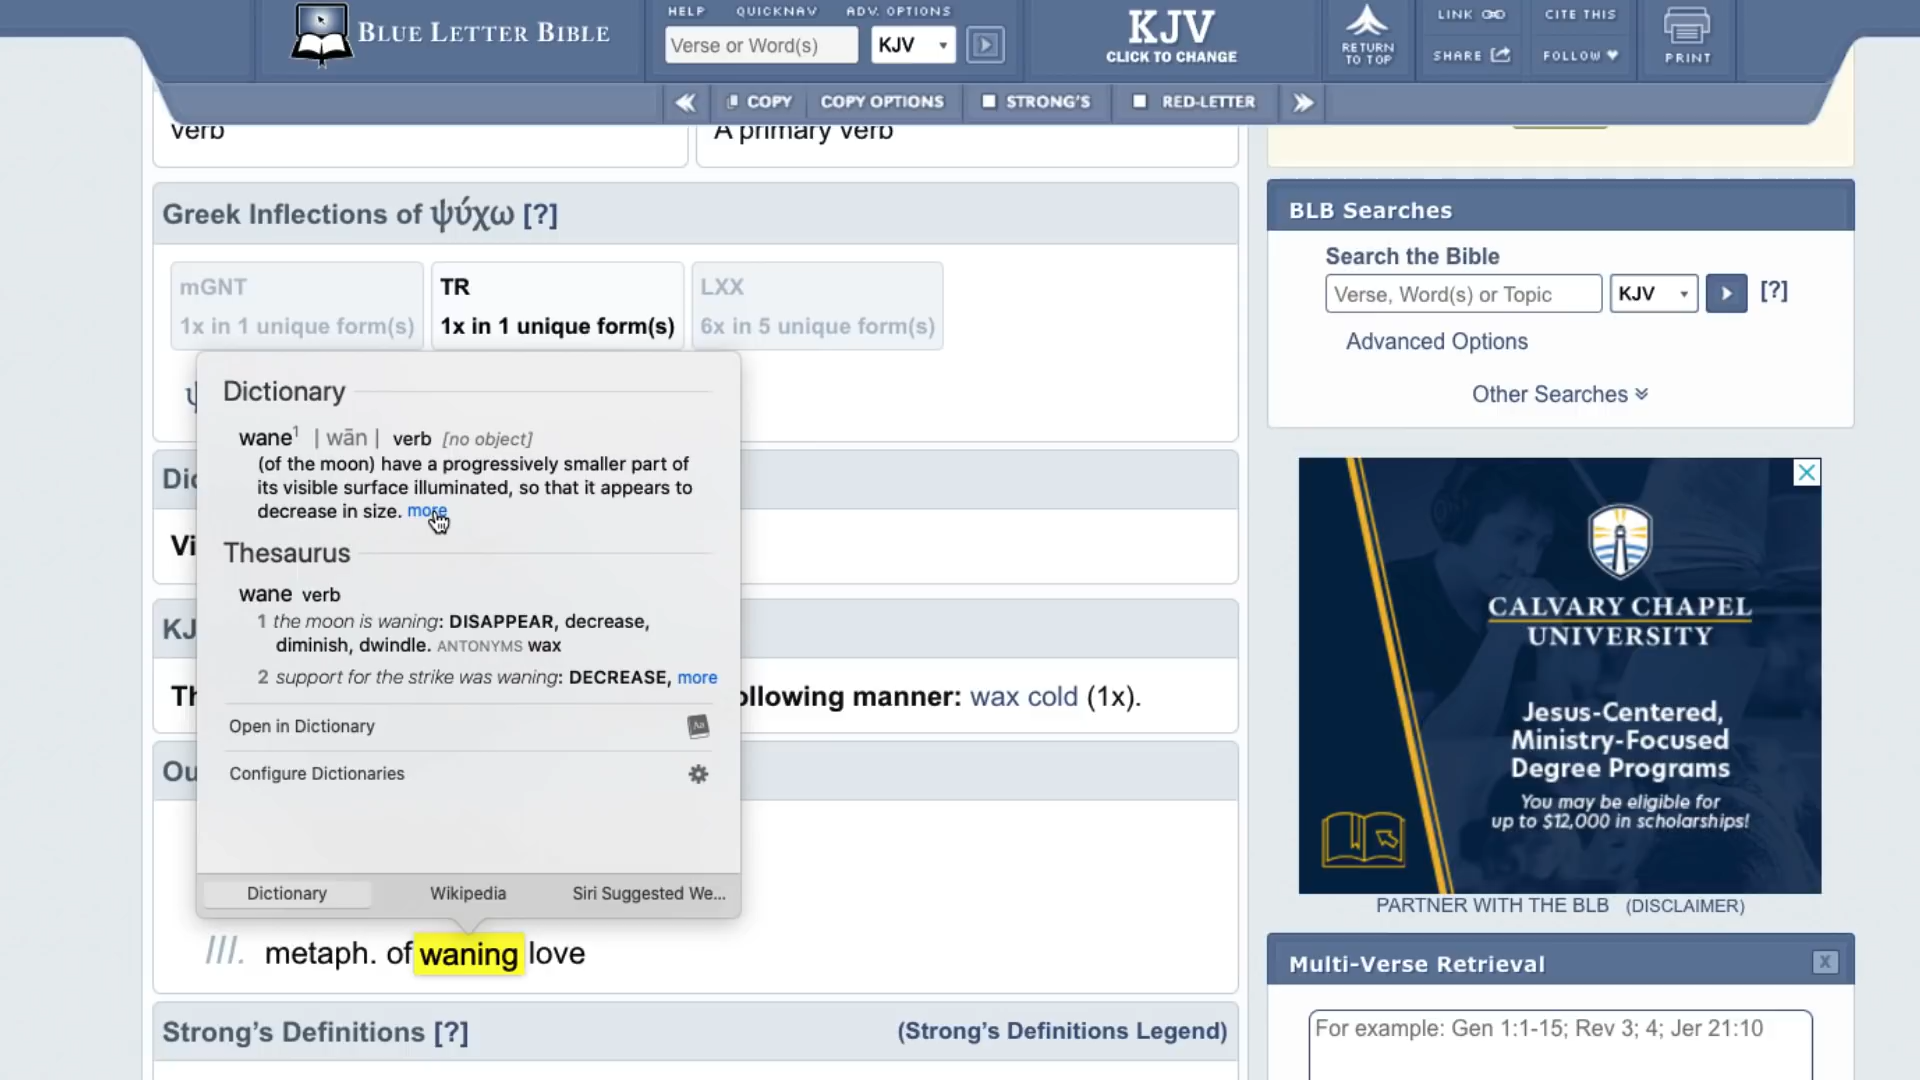 BLUE LETTER BIBLE
HELP QUICKNAV ADV. OPTIONS
Verse or Word(s) KJV
KJV
CLICK TO CHANGE
RETURN
TO TOP
LINK
SHARE
CITE THIS
FOLLOW
PRINT
COPY COPY OPTIONS STRONG'S RED-LETTER
verb
A primary verb
Greek Inflections of ψύχω [?]
mGNT
1x in 1 unique form(s)
TR
1x in 1 unique form(s)
LXX
6x in 5 unique form(s)
Dictionary
wane¹ | wān | verb [no object]
(of the moon) have a progressively smaller part of
its visible surface illuminated, so that it appears to
decrease in size. more
Thesaurus
wane verb
1 the moon is waning: DISAPPEAR, decrease,
diminish, dwindle. ANTONYMS wax
2 support for the strike was waning: DECREASE, more
Open in Dictionary
Configure Dictionaries
Dictionary Wikipedia Siri Suggested We...
Dic
Vi
KJ
Th
ollowing manner: wax cold (1x).
Ou
III. metaph. of waning love
Strong's Definitions [?] (Strong's Definitions Legend)
BLB Searches
Search the Bible
Verse, Word(s) or Topic KJV [?]
Advanced Options
Other Searches
CALVARY CHAPEL
UNIVERSITY
Jesus-Centered,
Ministry-Focused
Degree Programs
You may be eligible for
up to $12,000 in scholarships!
PARTNER WITH THE BLB (DISCLAIMER)
Multi-Verse Retrieval X
For example: Gen 1:1-15; Rev 3; 4; Jer 21:10